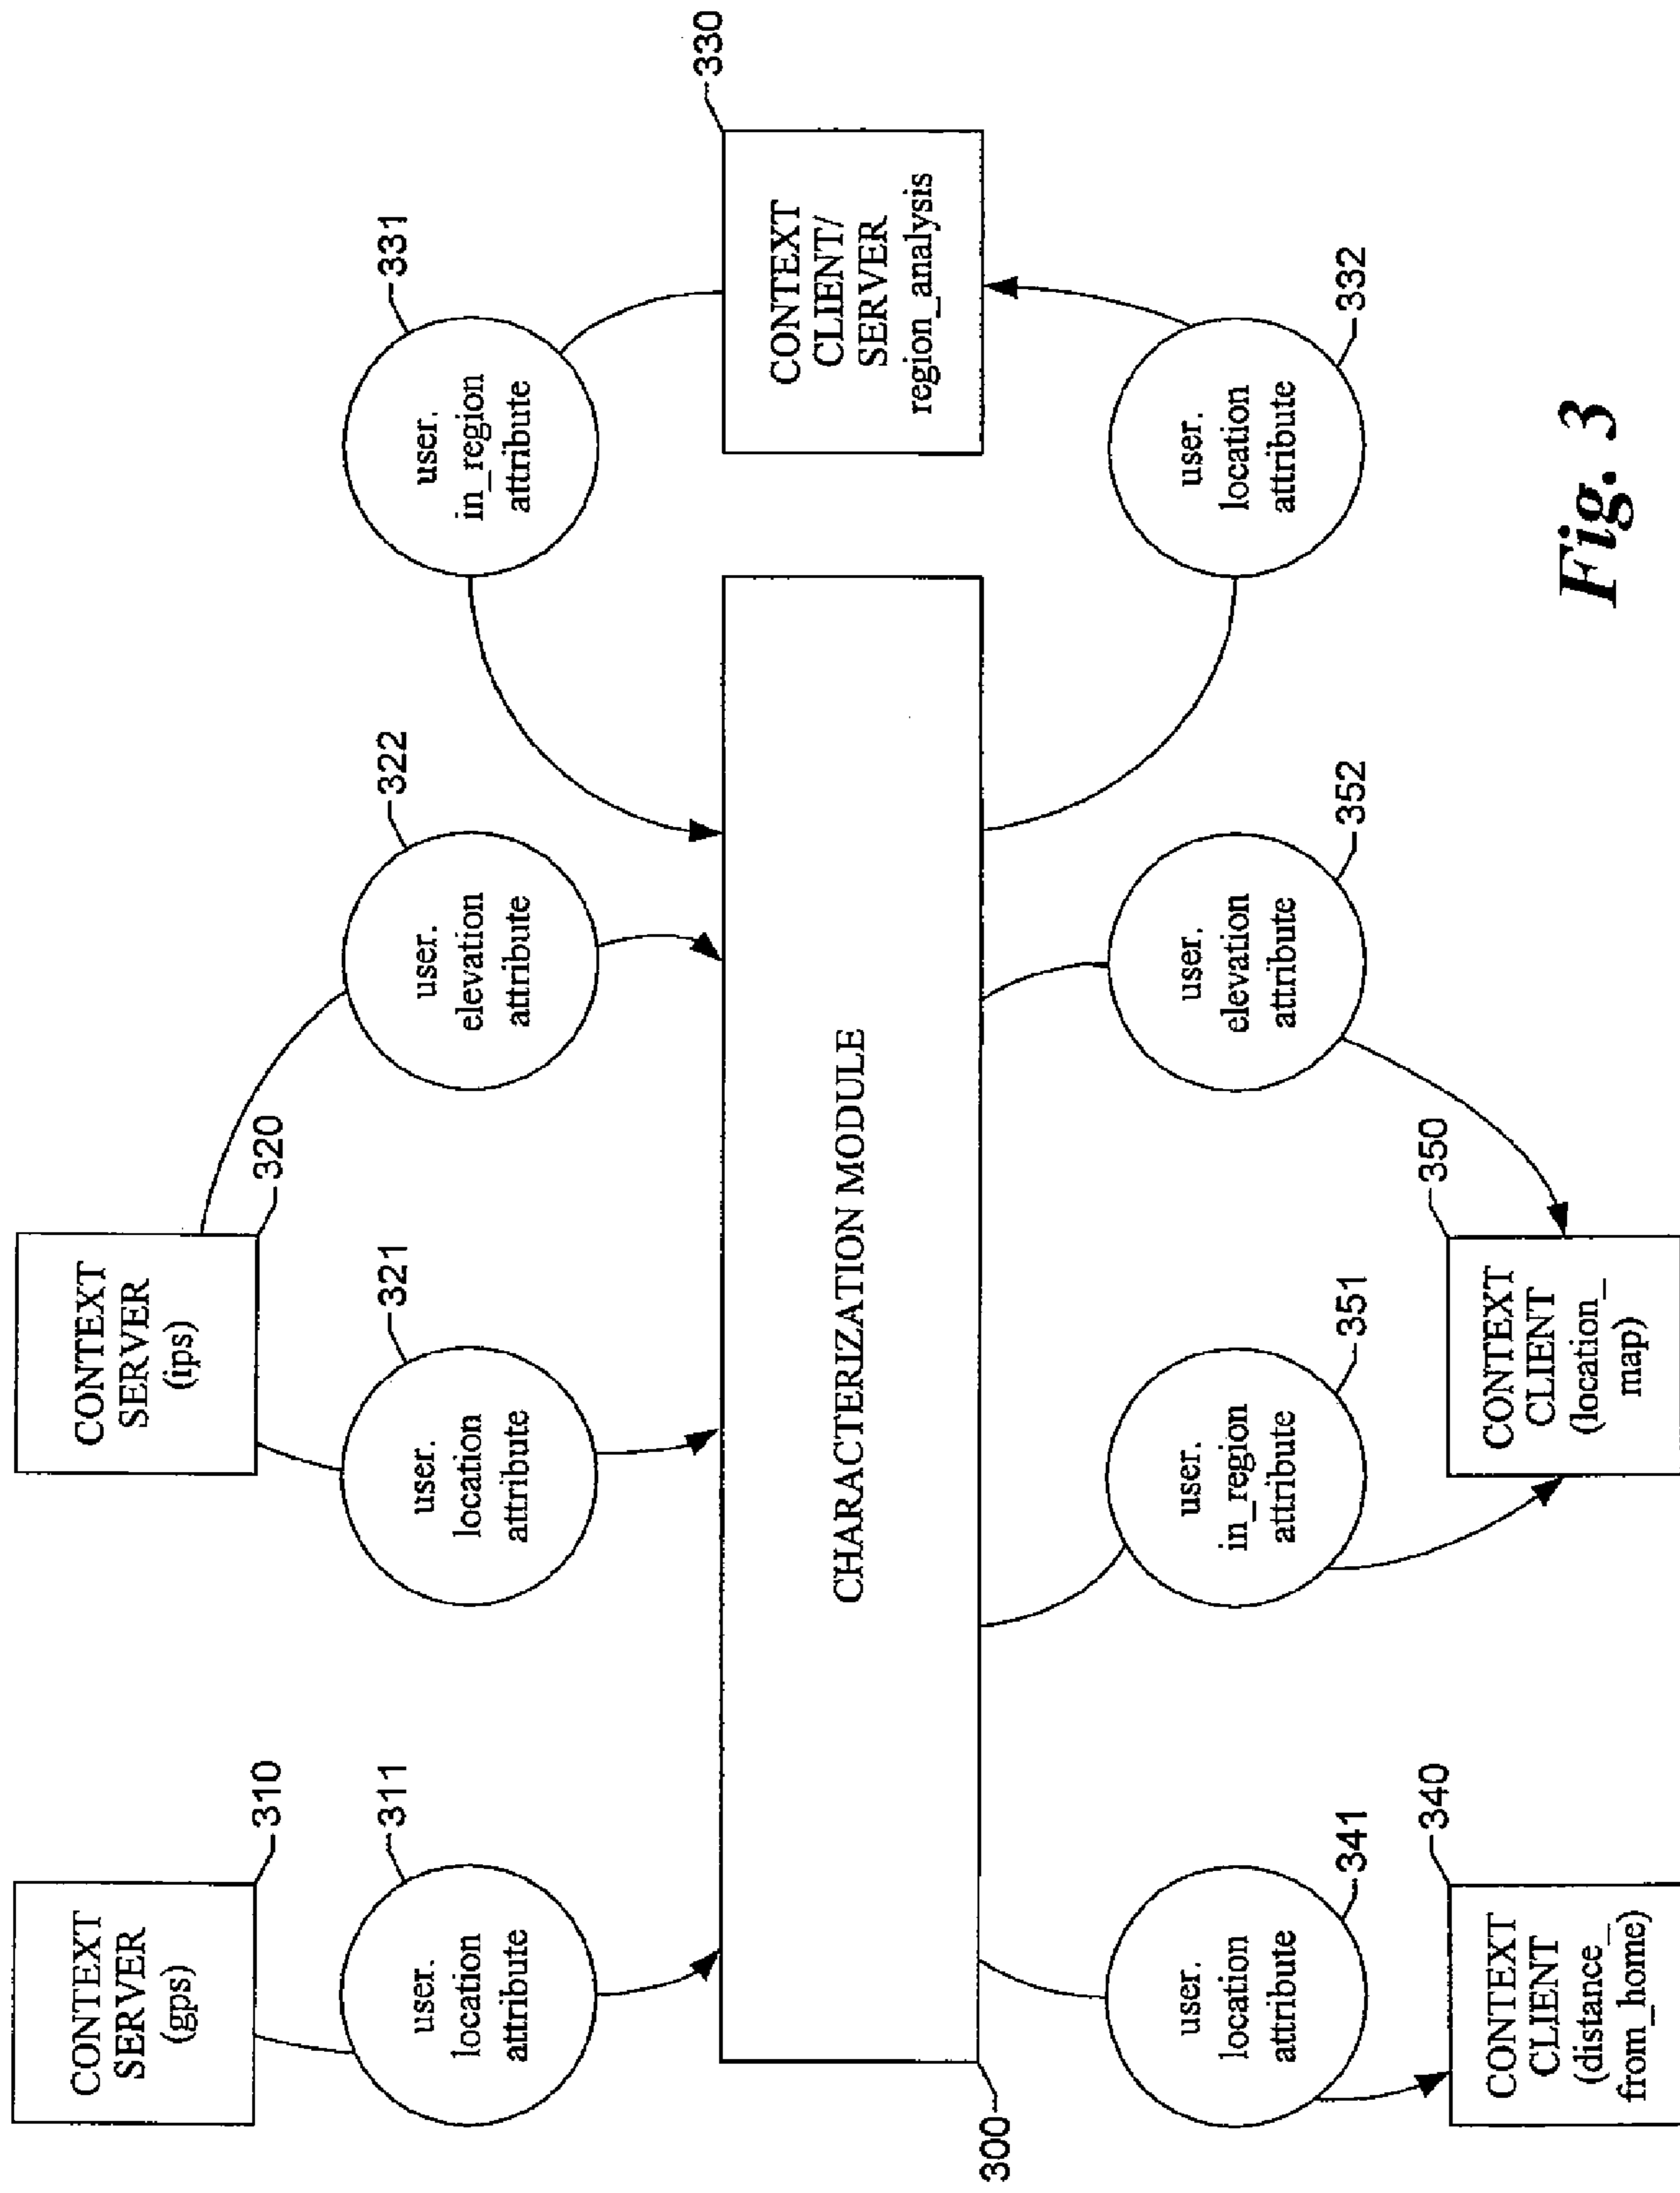 CONTEXT
SERVER
(gps)
310
user.
location
attribute
311
CONTEXT
SERVER
(ips)
320
user.
location
attribute
321
user.
elevation
attribute
322
user.
in_region
attribute
331
CONTEXT
CLIENT/
SERVER
region_analysis
330
CHARACTERIZATION MODULE
300
user.
location
attribute
341
CONTEXT
CLIENT
(distance_
from_home)
340
user.
in_region
attribute
351
CONTEXT
CLIENT
(location_
map)
350
user.
elevation
attribute
352
user.
location
attribute
332
Fig. 3